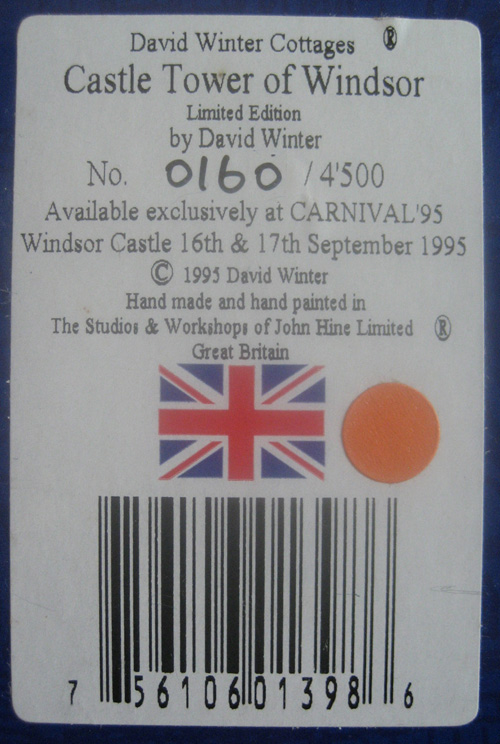 David Winter Cottages ®
Castle Tower of Windsor
Limited Edition
by David Winter
No. 0160 / 4'500
Available exclusively at CARNIVAL'95
Windsor Castle 16th & 17th September 1995
© 1995 David Winter
Hand made and hand painted in
The Studios & Workshops of John Hine Limited ®
Great Britain
7 56106 01398 6